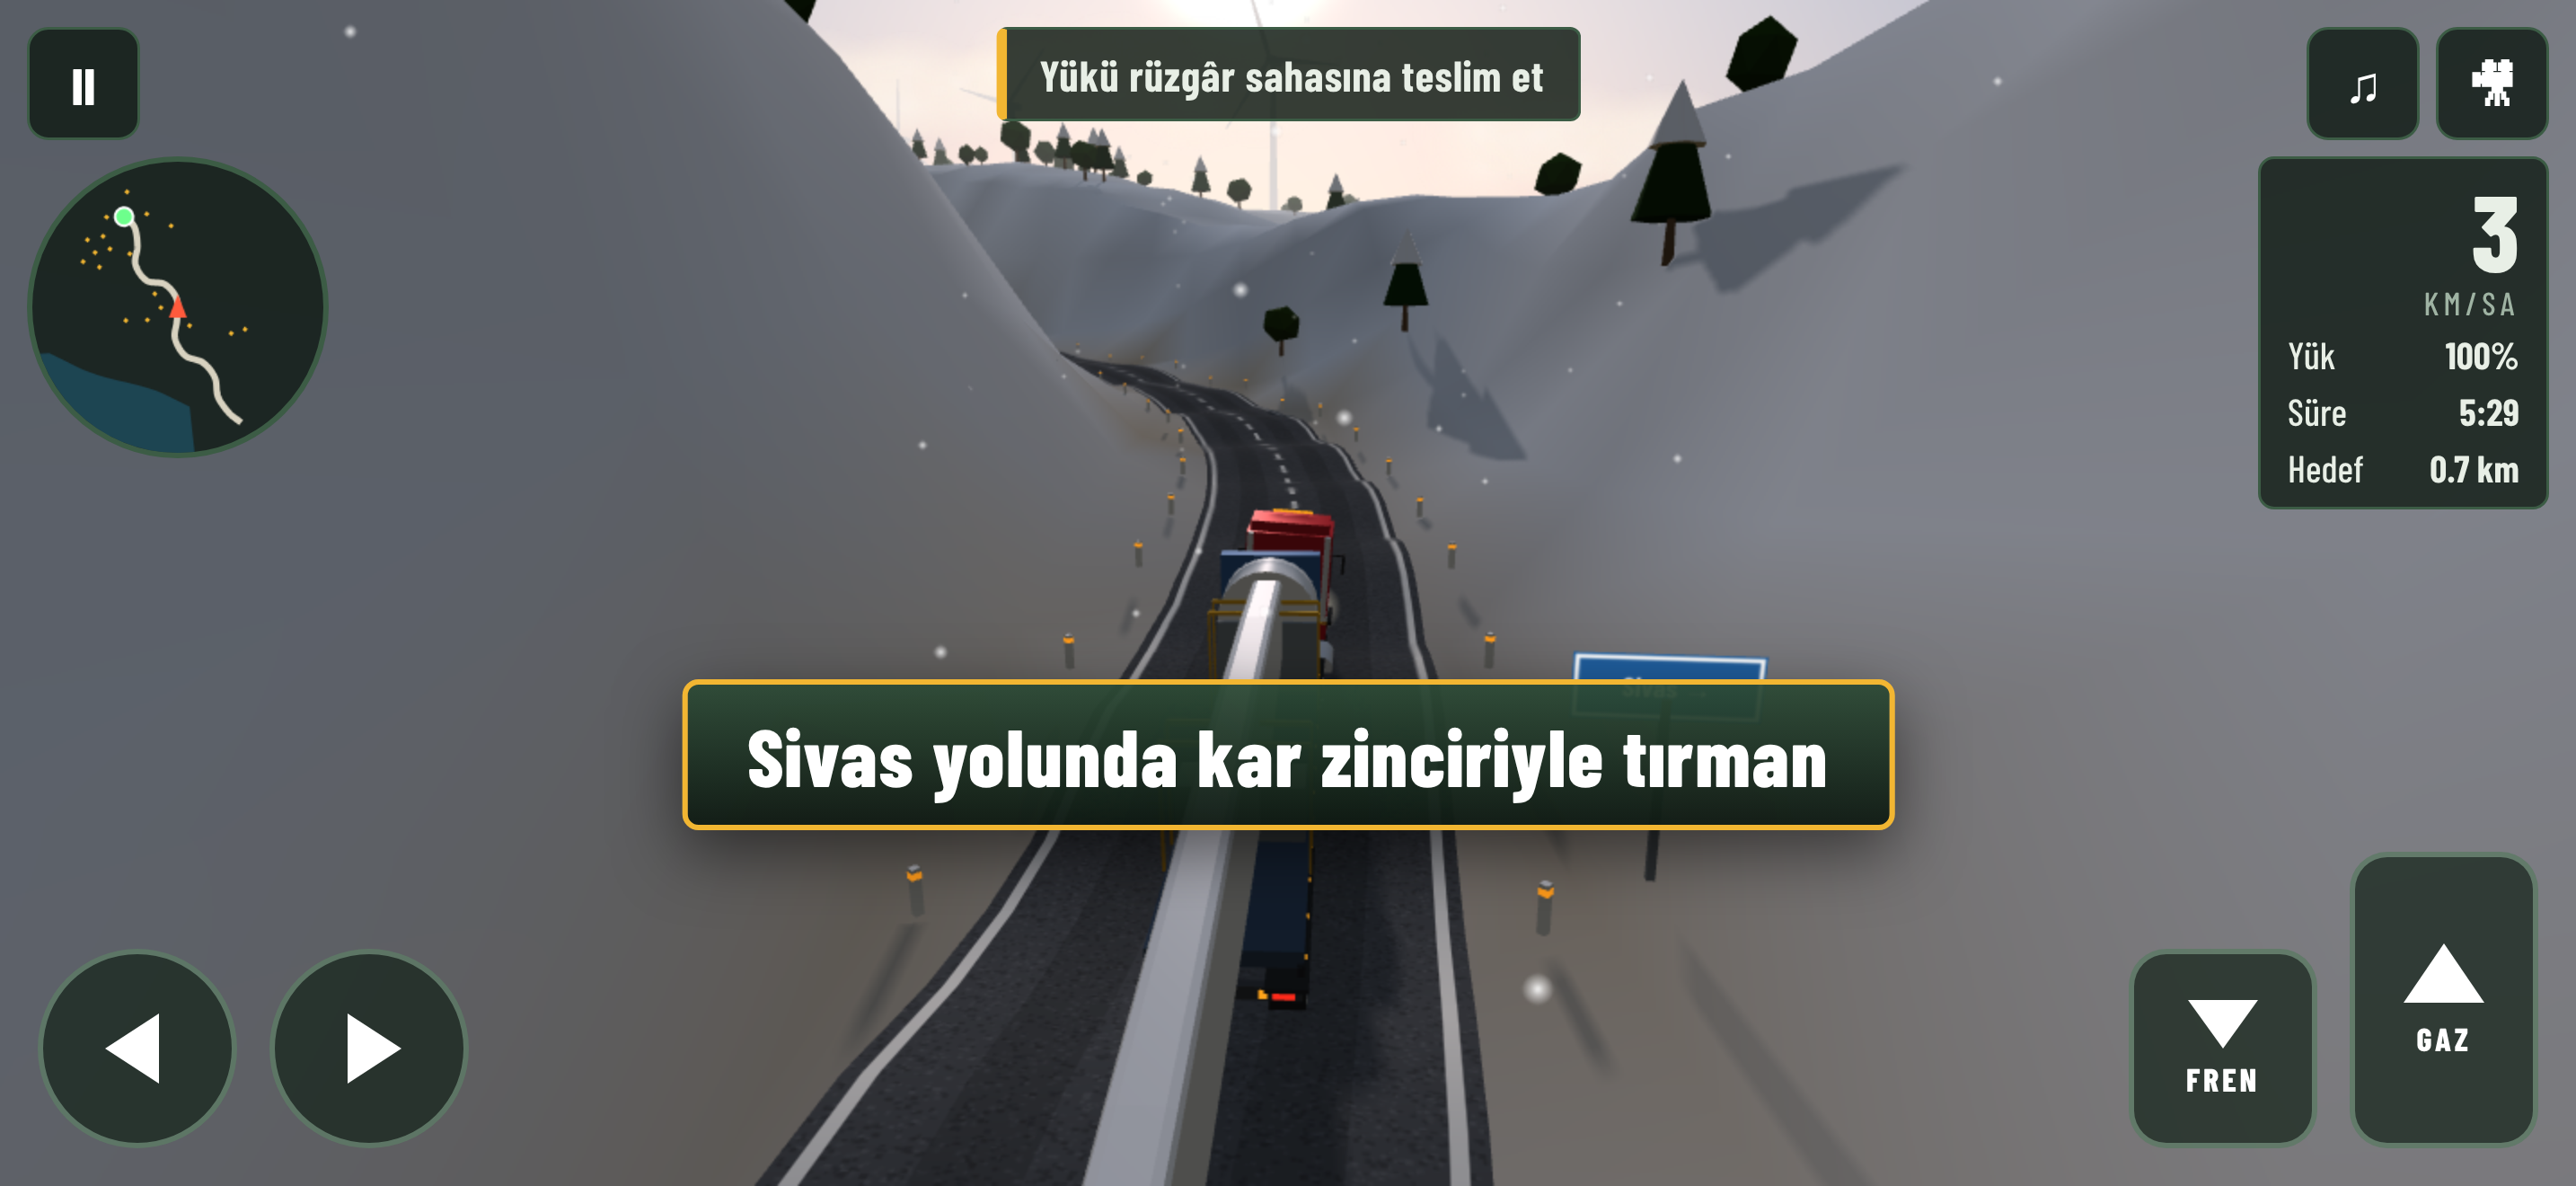 Yükü rüzgâr sahasına teslim et
3
KM/SA
Yük 100%
Süre 5:29
Hedef 0.7 km
Sivas
Sivas yolunda kar zinciriyle tırman
FREN
GAZ